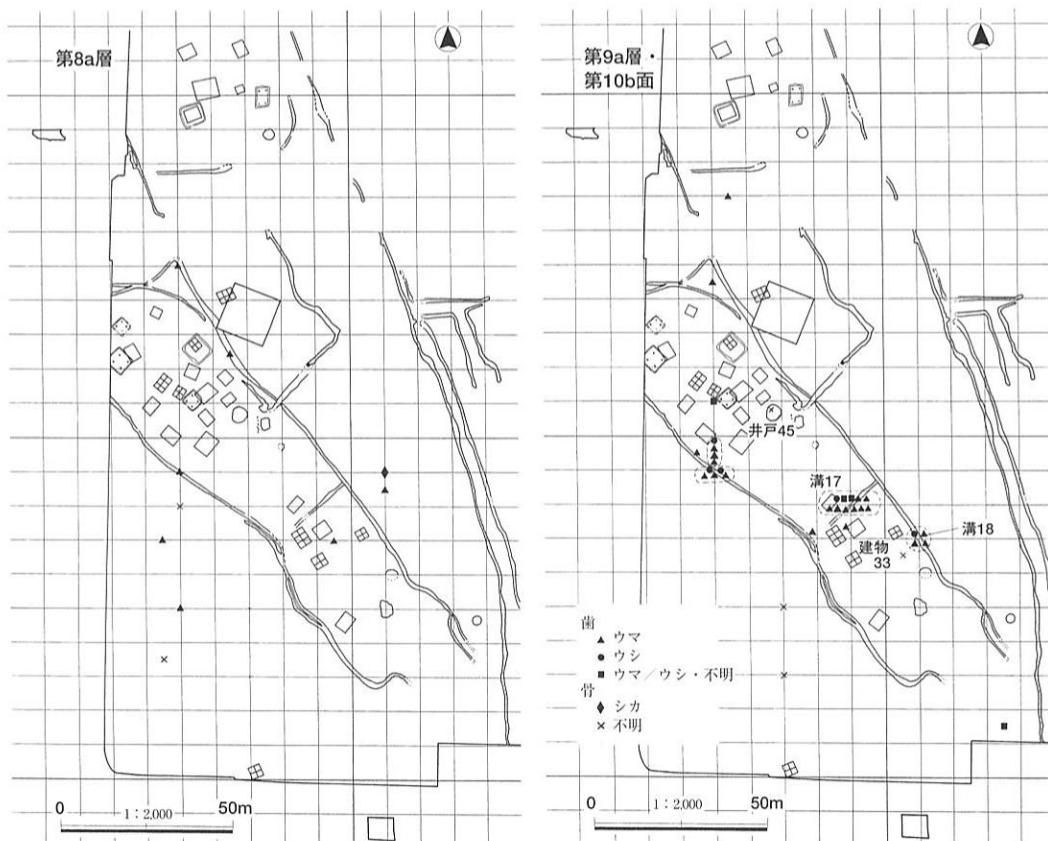 第8a層
0
1:2,000
50m
第9a層・
第10b面
井戸45
溝17
溝18
建物
33
歯
▲ ウマ
● ウシ
■ ウマ/ウシ・不明
骨
◆ シカ
× 不明
0
1:2,000
50m